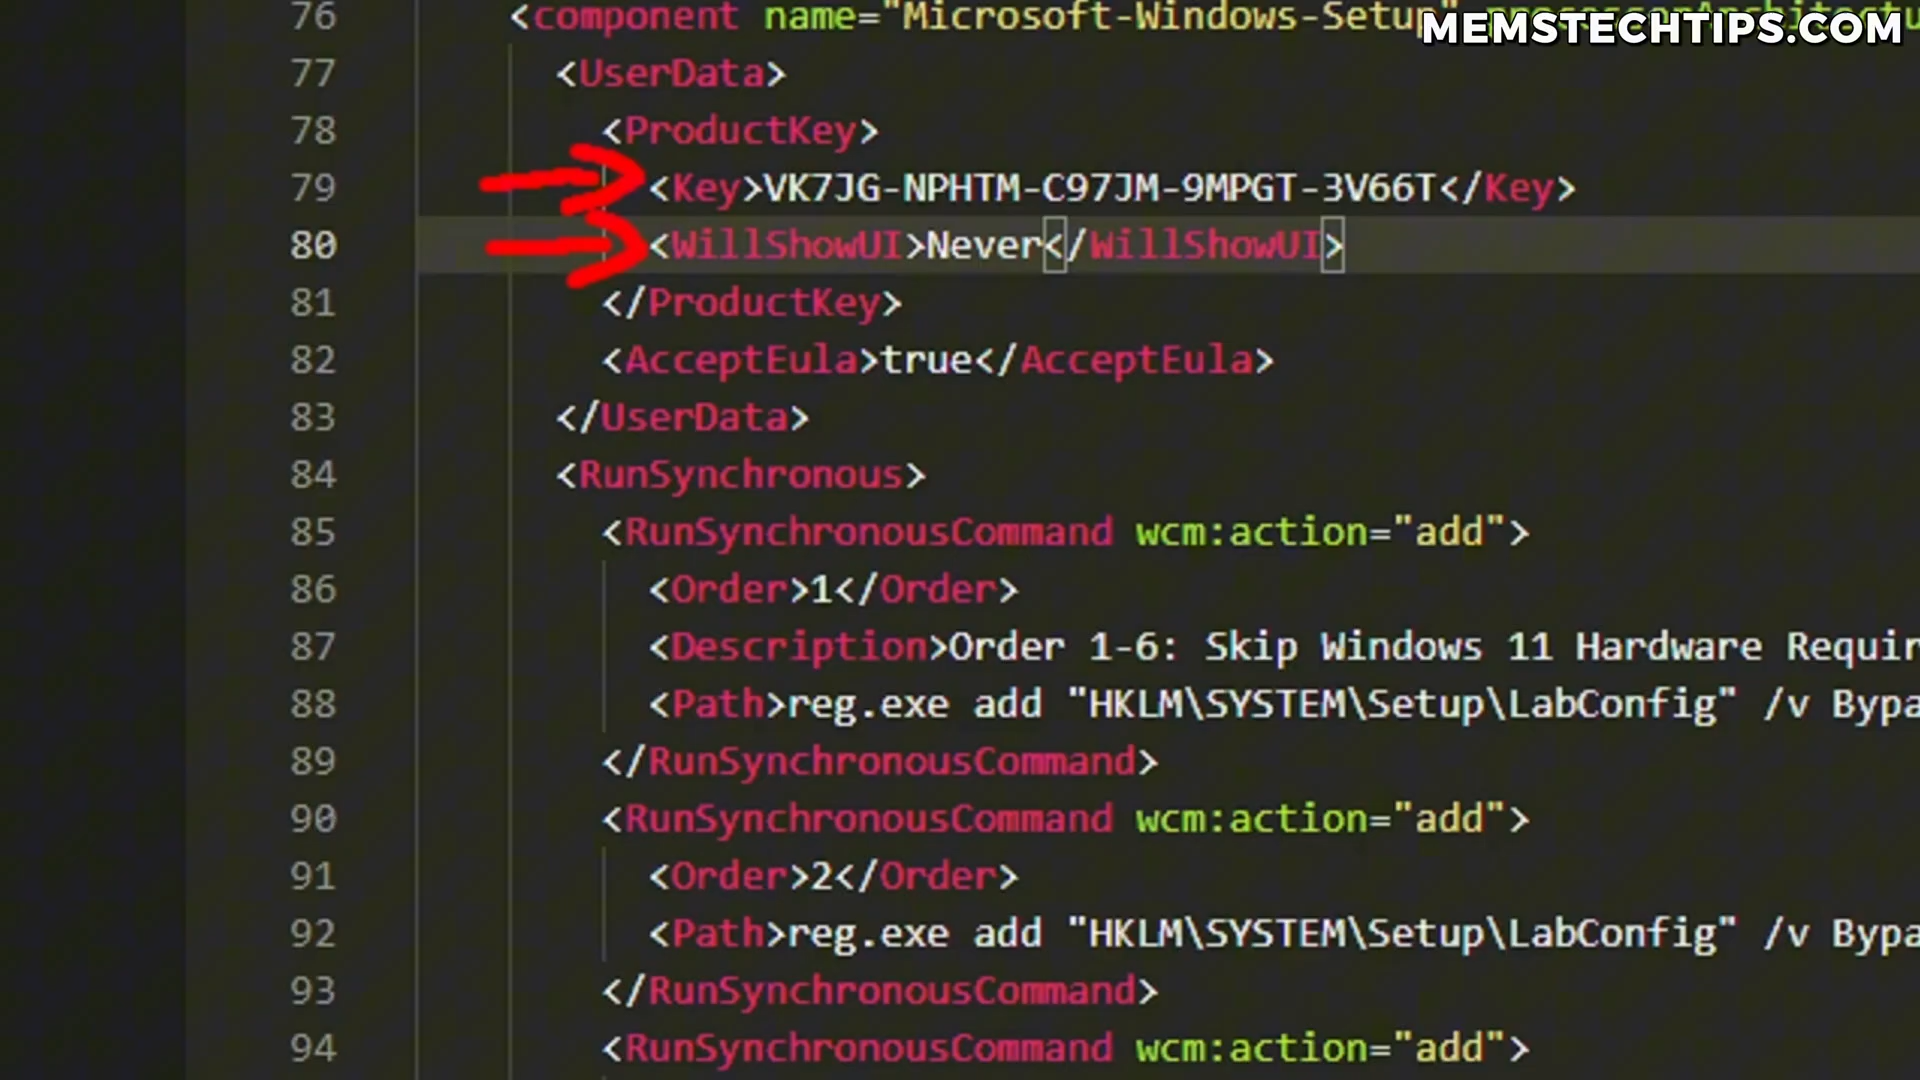 MEMSTECHTIPS.COM
76 <component name="Microsoft-Windows-Setup"
77 <UserData>
78 <ProductKey>
79 <Key>VK7JG-NPHTM-C97JM-9MPGT-3V66T</Key>
80 <WillShowUI>Never</WillShowUI>
81 </ProductKey>
82 <AcceptEula>true</AcceptEula>
83 </UserData>
84 <RunSynchronous>
85 <RunSynchronousCommand wcm:action="add">
86 <Order>1</Order>
87 <Description>Order 1-6: Skip Windows 11 Hardware Requir
88 <Path>reg.exe add "HKLM\SYSTEM\Setup\LabConfig" /v Bypa
89 </RunSynchronousCommand>
90 <RunSynchronousCommand wcm:action="add">
91 <Order>2</Order>
92 <Path>reg.exe add "HKLM\SYSTEM\Setup\LabConfig" /v Bypa
93 </RunSynchronousCommand>
94 <RunSynchronousCommand wcm:action="add">